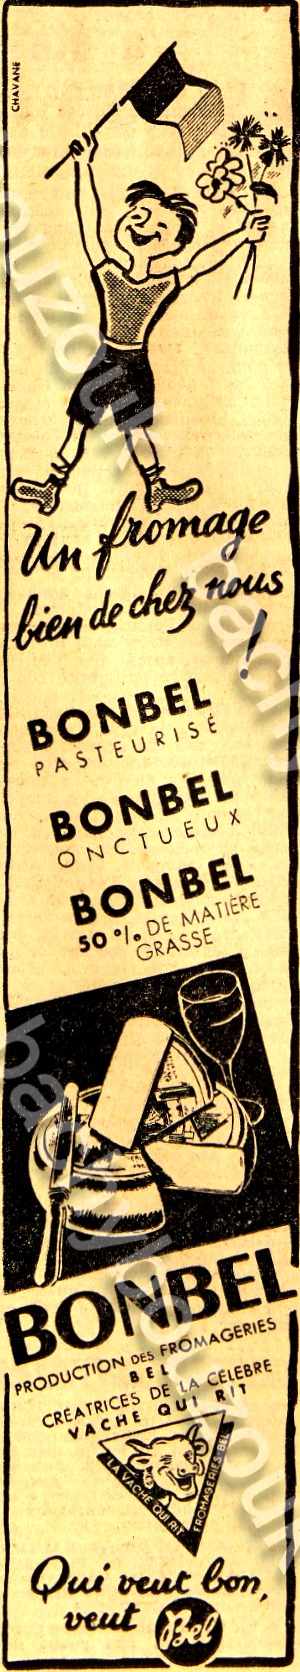 CHAVANE
Un fromage
bien de chez nous
!
BONBEL
PASTEURISÉ
BONBEL
ONCTUEUX
BONBEL
50 % DE MATIÈRE
GRASSE
BONBEL
PRODUCTION DES FROMAGERIES
BEL
CRÉATRICES DE LA CÉLÈBRE
VACHE QUI RIT
LA VACHE QUI RIT
FROMAGERIES BEL
Qui veut bon,
veut Bel
bachybouzouk